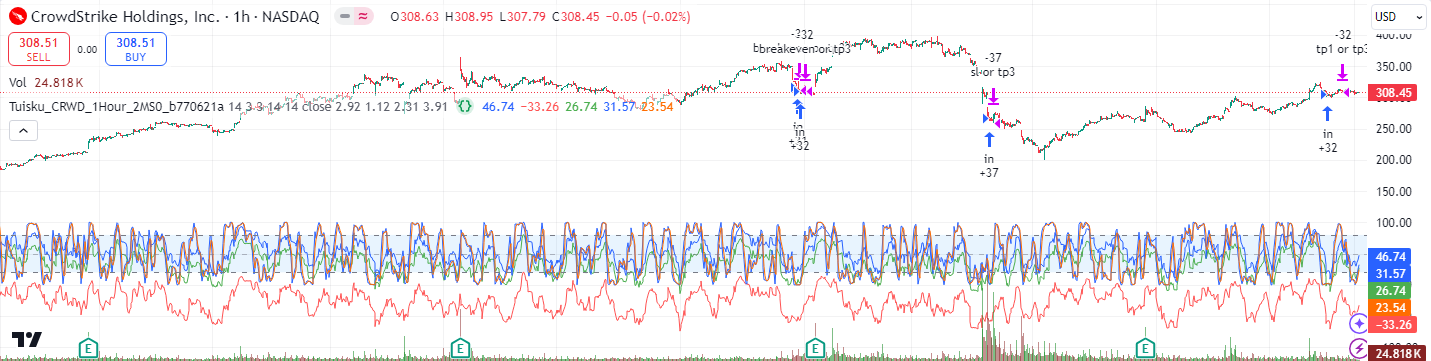 CrowdStrike Holdings, Inc. · 1h · NASDAQ O308.63 H308.95 L307.79 C308.45 −0.05 (−0.02%)
USD
308.51
SELL
0.00
308.51
BUY
Vol 24.818K
Tuisku_CRWD_1Hour_2MS0_b770621a 14 3 3 14 14 close 2.92 1.12 2.31 3.91 46.74 −33.26 26.74 31.57 23.54
-332
-37
sl or tp3
in
+32
in
+37
-32
tp1 or tp3
in
+32
400.00
350.00
308.45
300.00
250.00
200.00
150.00
100.00
46.74
31.57
26.74
23.54
−33.26
24.818K
E
E
E
E